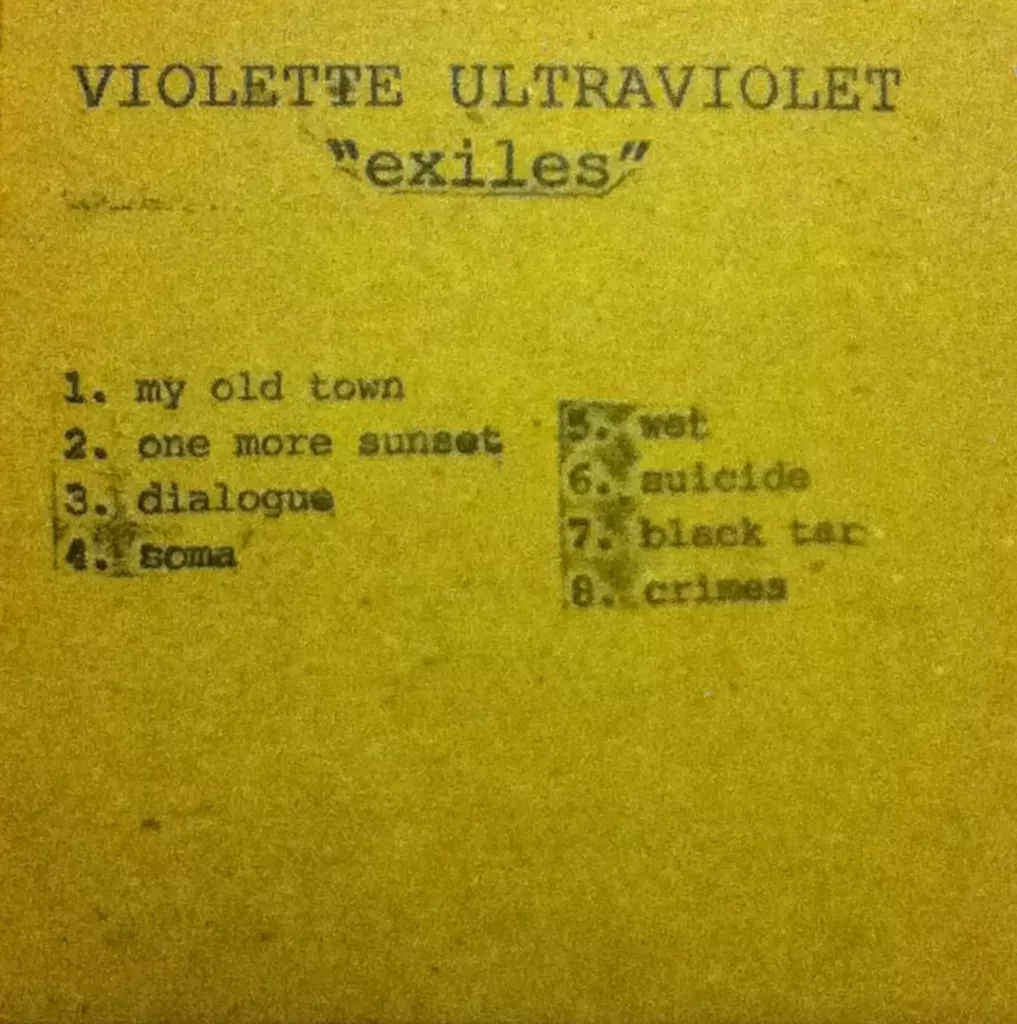 VIOLETTE ULTRAVIOLET
"exiles"
1. my old town
2. one more sunset
3. dialogue
4. soma
5. wet
6. suicide
7. black tar
8. crimes